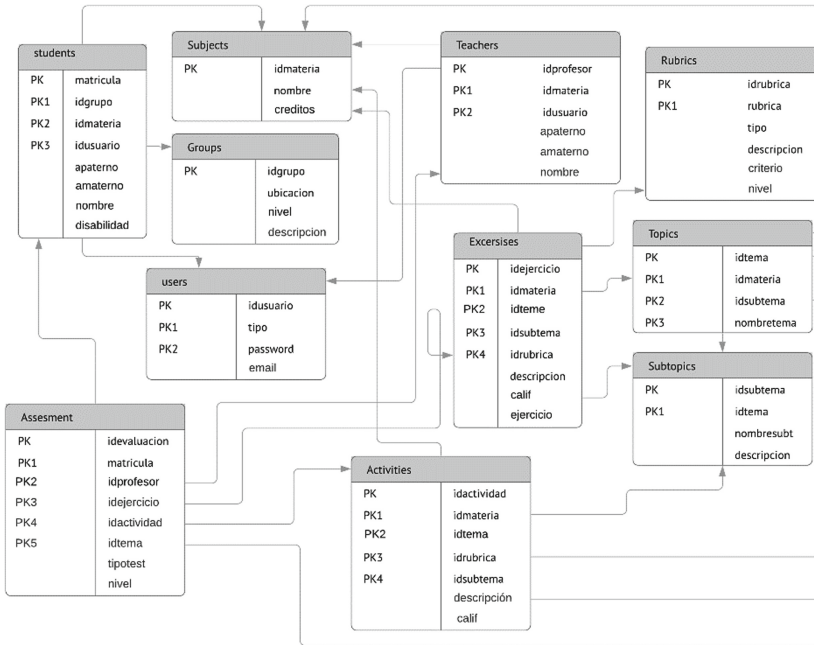 students
PK matricula
PK1 idgrupo
PK2 idmateria
PK3 idusuario
apaterno
amaterno
nombre
disabilidad
Subjects
PK idmateria
nombre
creditos
Groups
PK idgrupo
ubicacion
nivel
descripcion
users
PK idusuario
PK1 tipo
PK2 password
email
Teachers
PK idprofesor
PK1 idmateria
PK2 idusuario
apaterno
amaterno
nombre
Rubrics
PK idrubrica
PK1 rubrica
tipo
descripcion
criterio
nivel
Excersises
PK idejercicio
PK1 idmateria
PK2 idteme
PK3 idsubtema
PK4 idrubrica
descripcion
calif
ejercicio
Topics
PK idtema
PK1 idmateria
PK2 idsubtema
PK3 nombretema
Subtopics
PK idsubtema
PK1 idtema
nombresubt
descripcion
Assesment
PK idevaluacion
PK1 matricula
PK2 idprofesor
PK3 idejercicio
PK4 idactividad
PK5 idtema
tipotest
nivel
Activities
PK idactividad
PK1 idmateria
PK2 idtema
PK3 idrubrica
PK4 idsubtema
descripción
calif